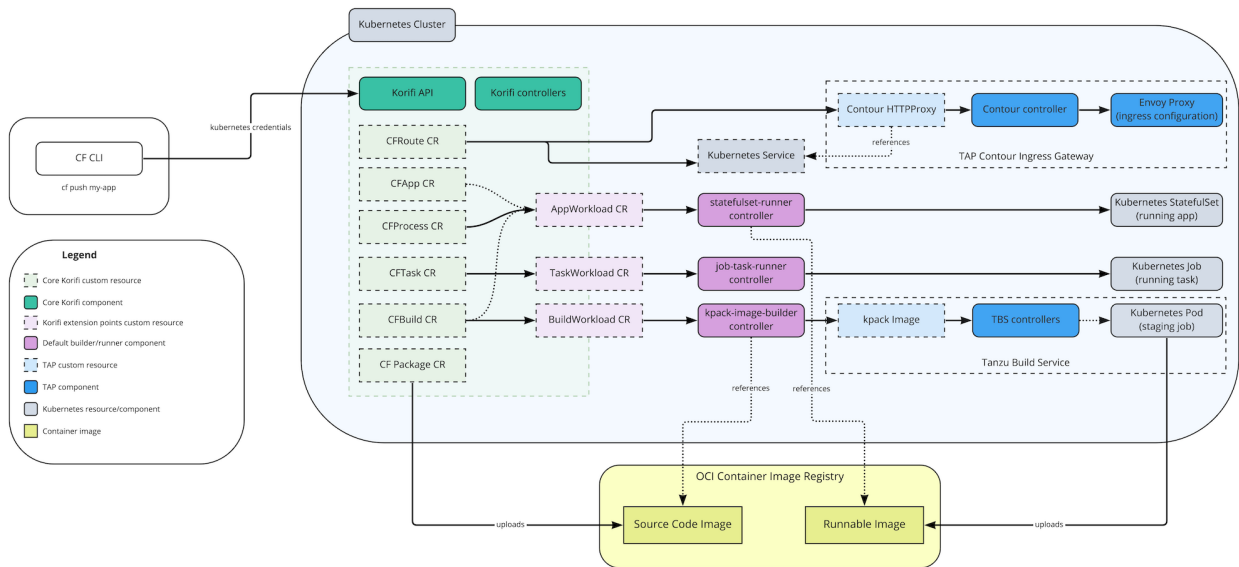 Kubernetes Cluster
Korifi API
Korifi controllers
kubernetes credentials
CF CLI
cf push my-app
CFRoute CR
CFApp CR
CFProcess CR
CFTask CR
CFBuild CR
CF Package CR
AppWorkload CR
TaskWorkload CR
BuildWorkload CR
Kubernetes Service
statefulset-runner
controller
job-task-runner
controller
kpack-image-builder
controller
Contour HTTPProxy
Contour controller
Envoy Proxy
(ingress configuration)
references
TAP Contour Ingress Gateway
Kubernetes StatefulSet
(running app)
Kubernetes Job
(running task)
kpack Image
TBS controllers
Kubernetes Pod
(staging job)
Tanzu Build Service
references
references
Legend
Core Korifi custom resource
Core Korifi component
Korifi extension points custom resource
Default builder/runner component
TAP custom resource
TAP component
Kubernetes resource/component
Container image
OCI Container Image Registry
uploads
Source Code Image
Runnable Image
uploads